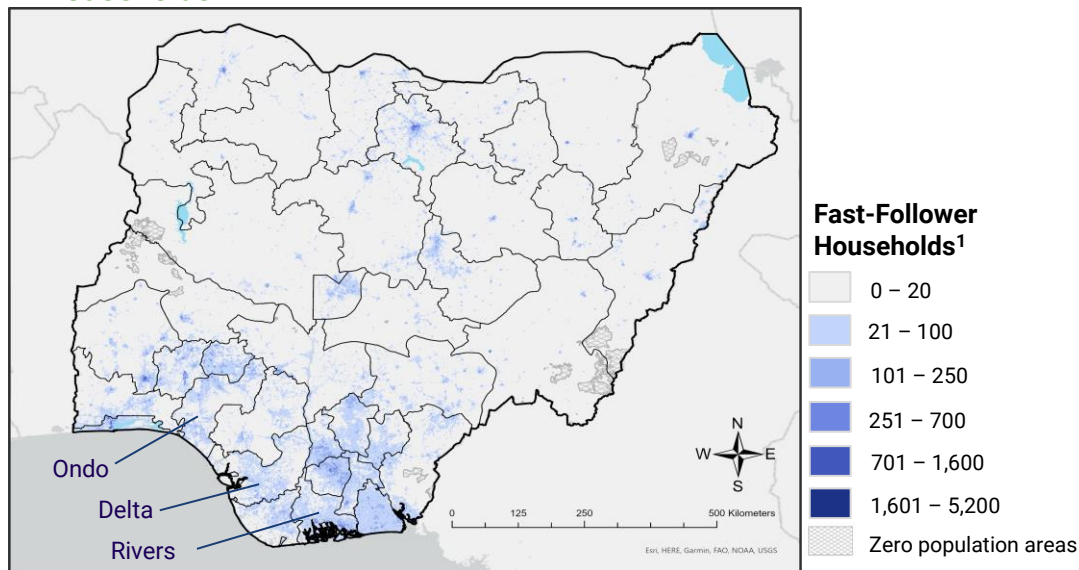 Fast-Follower
Households1
0 – 20
21 – 100
101 – 250
251 – 700
701 – 1,600
1,601 – 5,200
Zero population areas
Ondo
Delta
Rivers
N
W
E
S
0
125
250
500 Kilometers
Esri, HERE, Garmin, FAO, NOAA, USGS